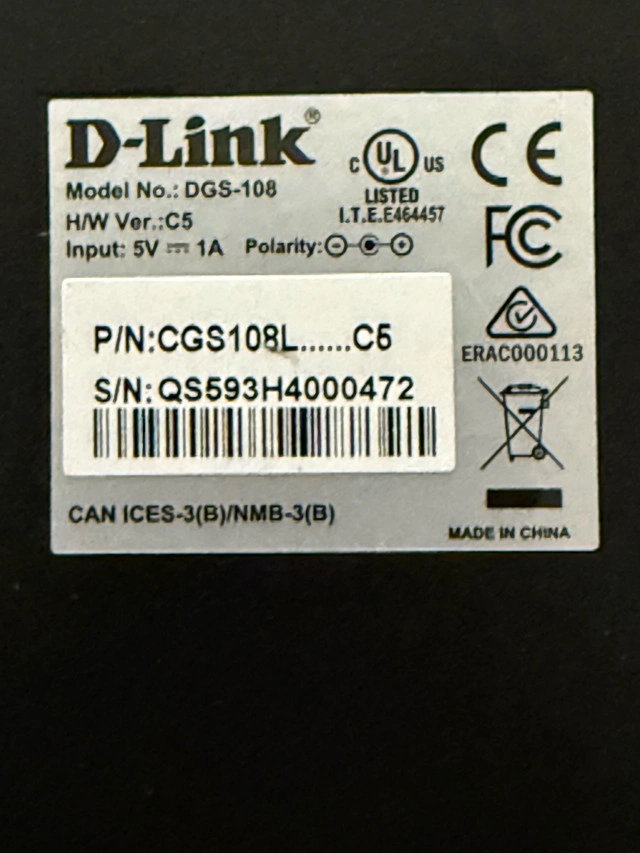 D-Link®
Model No.: DGS-108
H/W Ver.:C5
Input: 5V ⎓ 1A Polarity:
C UL US
LISTED
I.T.E.E464457
CE
FC
P/N:CGS108L......C5
S/N:QS593H4000472
ERAC000113
CAN ICES-3(B)/NMB-3(B)
MADE IN CHINA